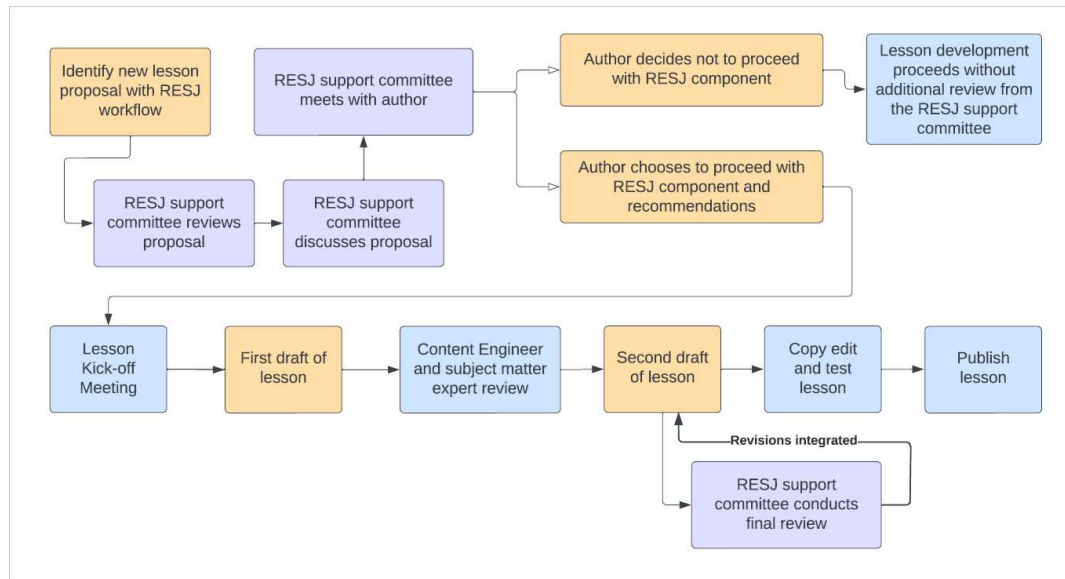 Identify new lesson
proposal with RESJ
workflow
RESJ support committee
reviews
proposal
RESJ support
committee
discusses proposal
RESJ support committee
meets with author
Author decides not to proceed
with RESJ component
Lesson development
proceeds without
additional review from
the RESJ support
committee
Author chooses to proceed with
RESJ component and
recommendations
Lesson
Kick-off
Meeting
First draft of
lesson
Content Engineer
and subject matter
expert review
Second draft
of lesson
Copy edit
and test
lesson
Publish
lesson
Revisions integrated
RESJ support
committee conducts
final review